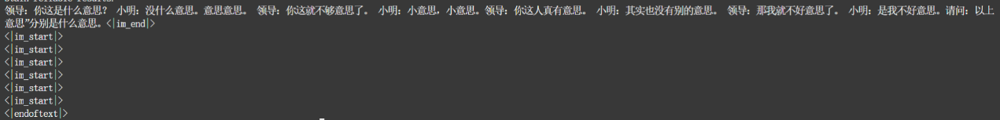 领导：你这是什么意思？ 小明：没什么意思。意思意思。 领导：你这就不够意思了。 小明：小意思，小意思。领导：你这人真有意思。 小明：其实也没有别的意思。 领导：那我就不好意思了。 小明：是我不好意思。请问：以上
意思”分别是什么意思。<|im_end|>
<|im_start|>
<|im_start|>
<|im_start|>
<|im_start|>
<|im_start|>
<|im_start|>
<|endoftext|>